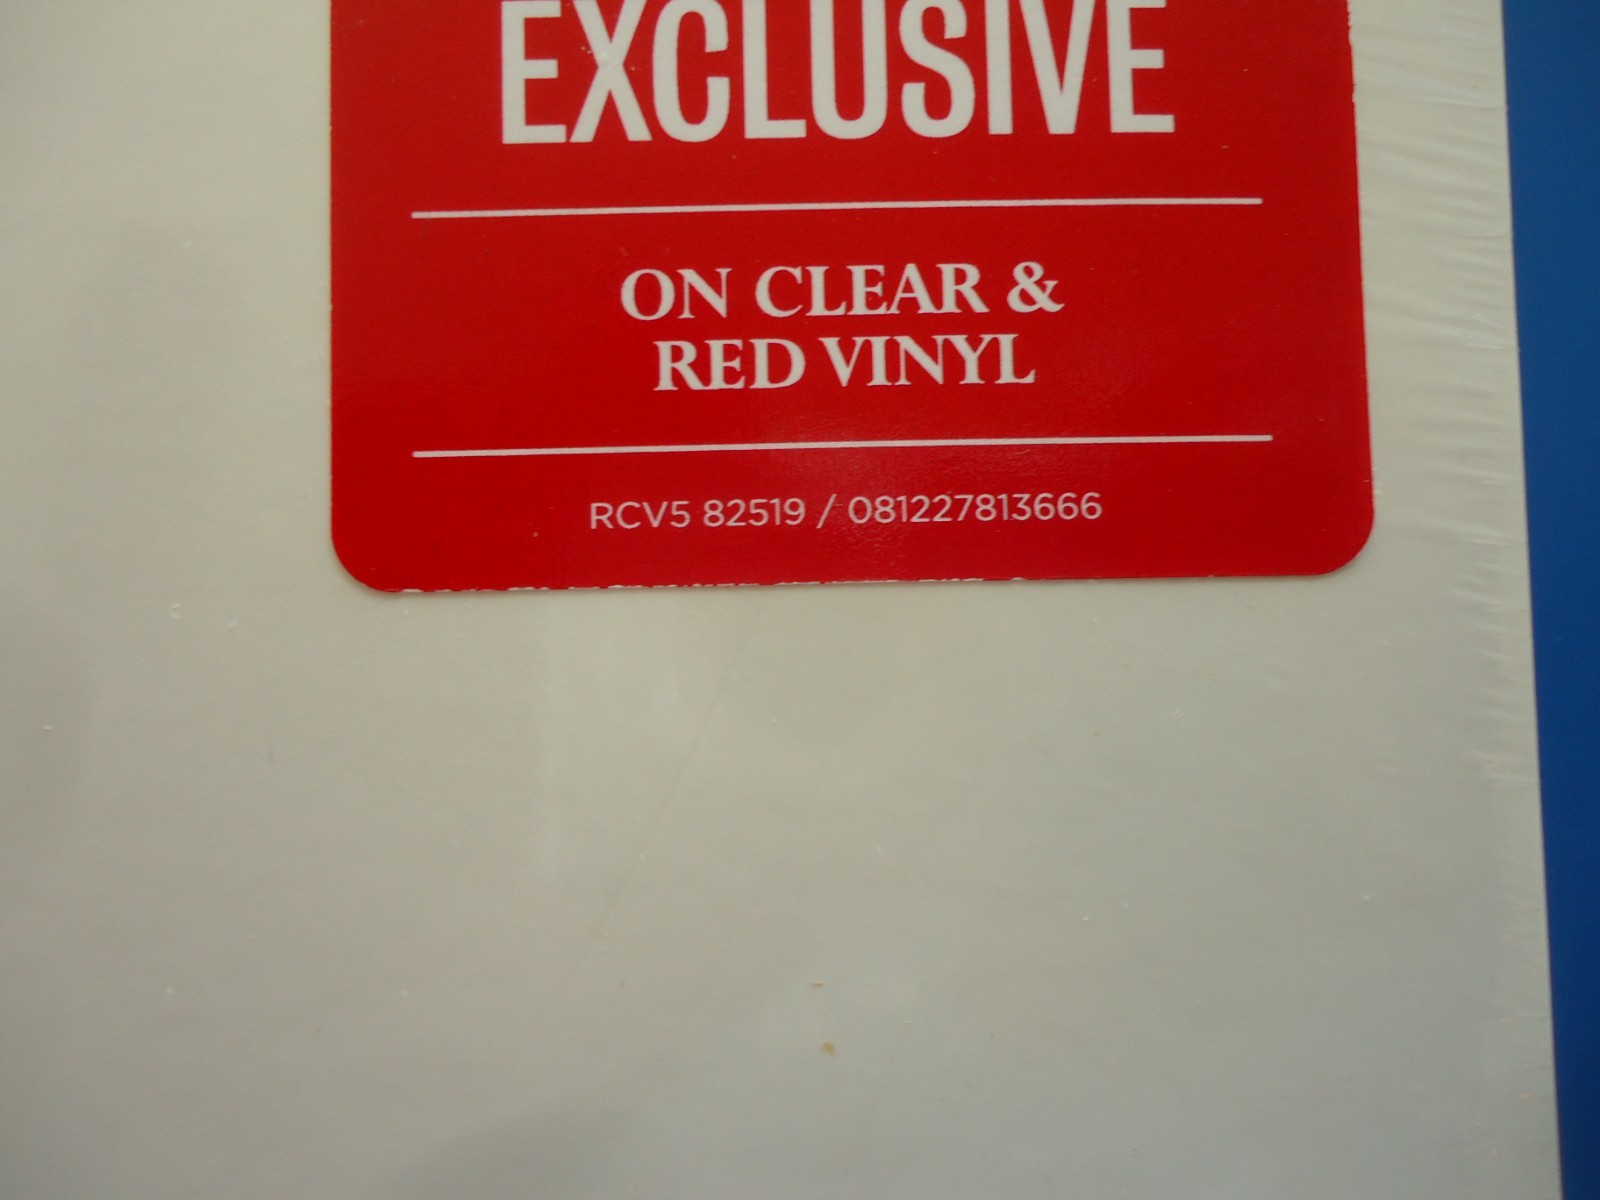 EXCLUSIVE
ON CLEAR &
RED VINYL
RCV5 82519 / 081227813666